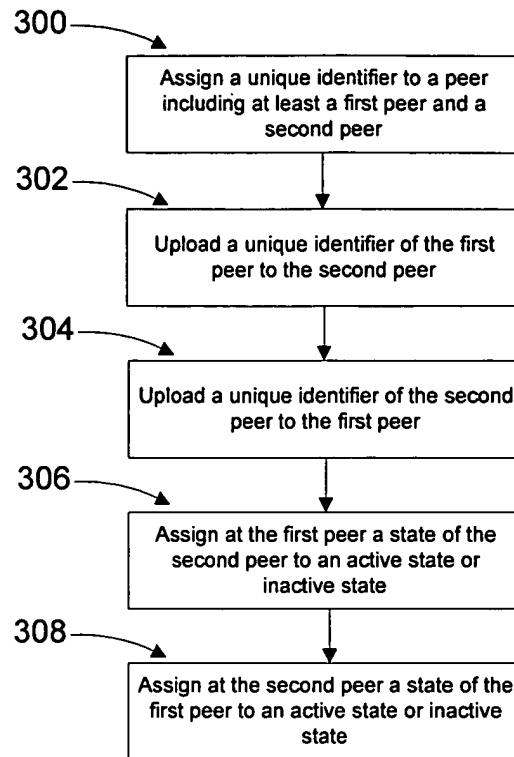 300
Assign a unique identifier to a peer
including at least a first peer and a
second peer
302
Upload a unique identifier of the first
peer to the second peer
304
Upload a unique identifier of the second
peer to the first peer
306
Assign at the first peer a state of the
second peer to an active state or
inactive state
308
Assign at the second peer a state of the
first peer to an active state or inactive
state